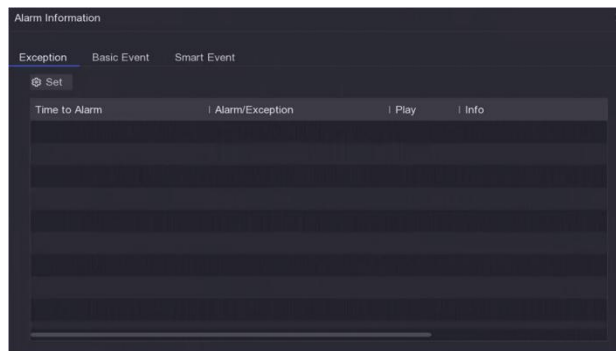 Alarm Information
Exception Basic Event Smart Event
Set
Time to Alarm Alarm/Exception Play Info